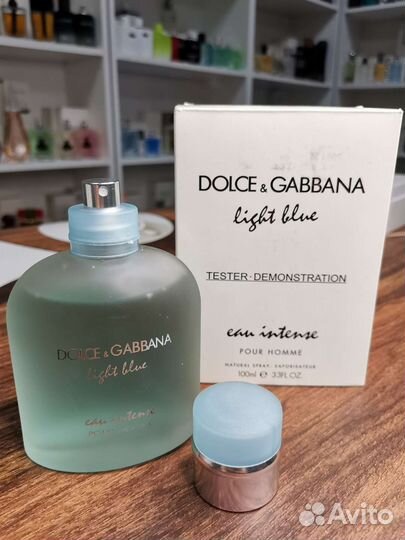 DOLCE & GABBANA
light blue
TESTER · DEMONSTRATION
eau intense
POUR HOMME
NATURAL SPRAY · VAPORISATEUR
100ml ℮ 3.3FL.OZ.
DOLCE & GABBANA
light blue
eau intense
Avito